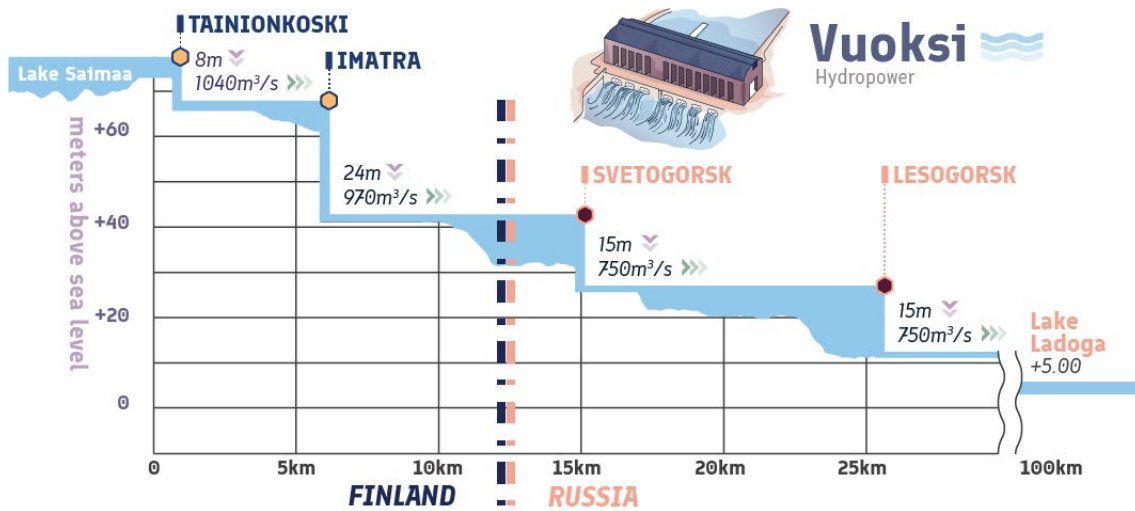 TAINIONKOSKI
Vuoksi
Hydropower
8m
1040m³/s
IMATRA
Lake Saimaa
meters above sea level
+60
+40
+20
0
24m
970m³/s
SVETOGORSK
15m
750m³/s
LESOGORSK
15m
750m³/s
Lake
Ladoga
+5.00
0
5km
10km
15km
20km
25km
100km
FINLAND
RUSSIA